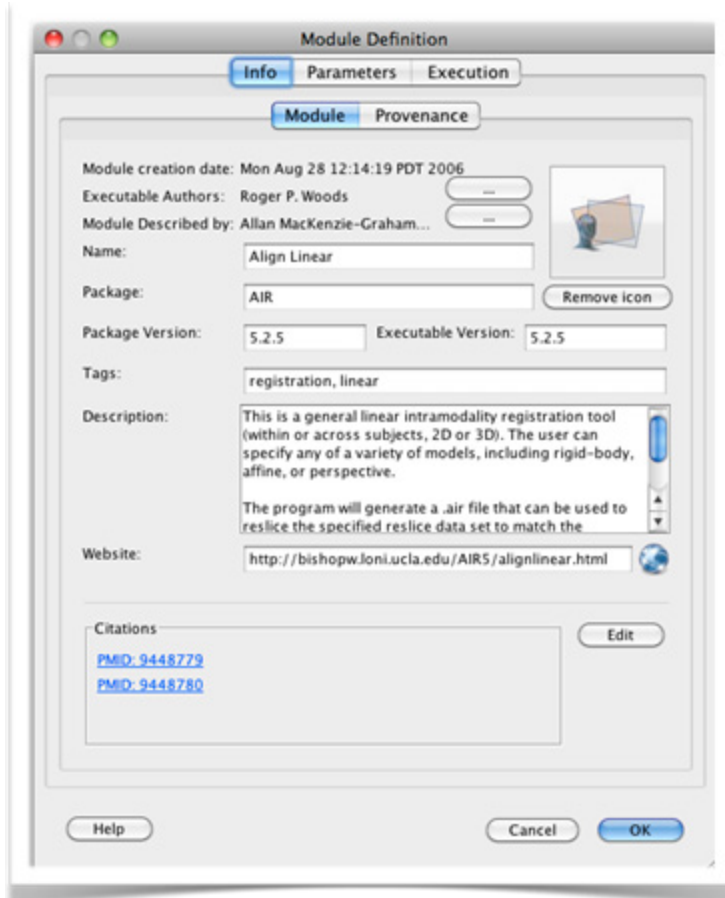 Module Definition
Info Parameters Execution
Module Provenance
Module creation date: Mon Aug 28 12:14:19 PDT 2006
Executable Authors: Roger P. Woods ...
Module Described by: Allan MacKenzie-Graham... ...
Name: Align Linear
Package: AIR
Remove icon
Package Version: 5.2.5 Executable Version: 5.2.5
Tags: registration, linear
Description: This is a general linear intramodality registration tool
(within or across subjects, 2D or 3D). The user can
specify any of a variety of models, including rigid-body,
affine, or perspective.
The program will generate a .air file that can be used to
reslice the specified reslice data set to match the
Website: http://bishopw.loni.ucla.edu/AIR5/alignlinear.html
Citations
Edit
PMID: 9448779
PMID: 9448780
Help Cancel OK